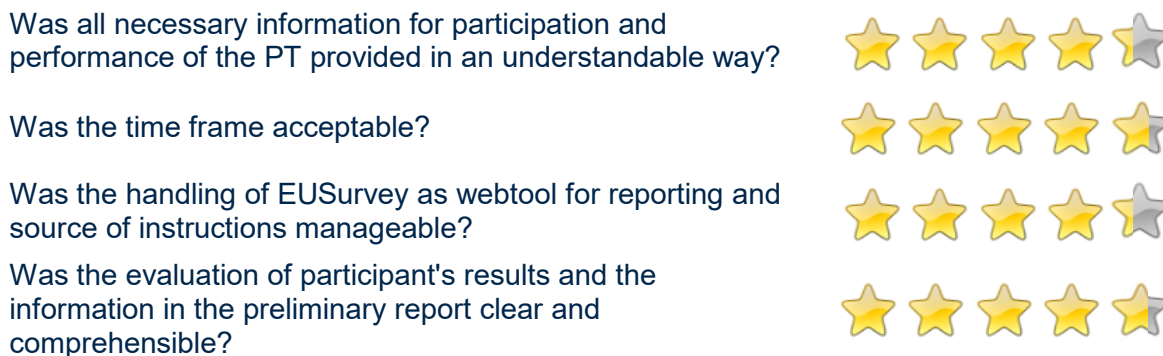 Was all necessary information for participation and
performance of the PT provided in an understandable way?
Was the time frame acceptable?
Was the handling of EUSurvey as webtool for reporting and
source of instructions manageable?
Was the evaluation of participant's results and the
information in the preliminary report clear and
comprehensible?